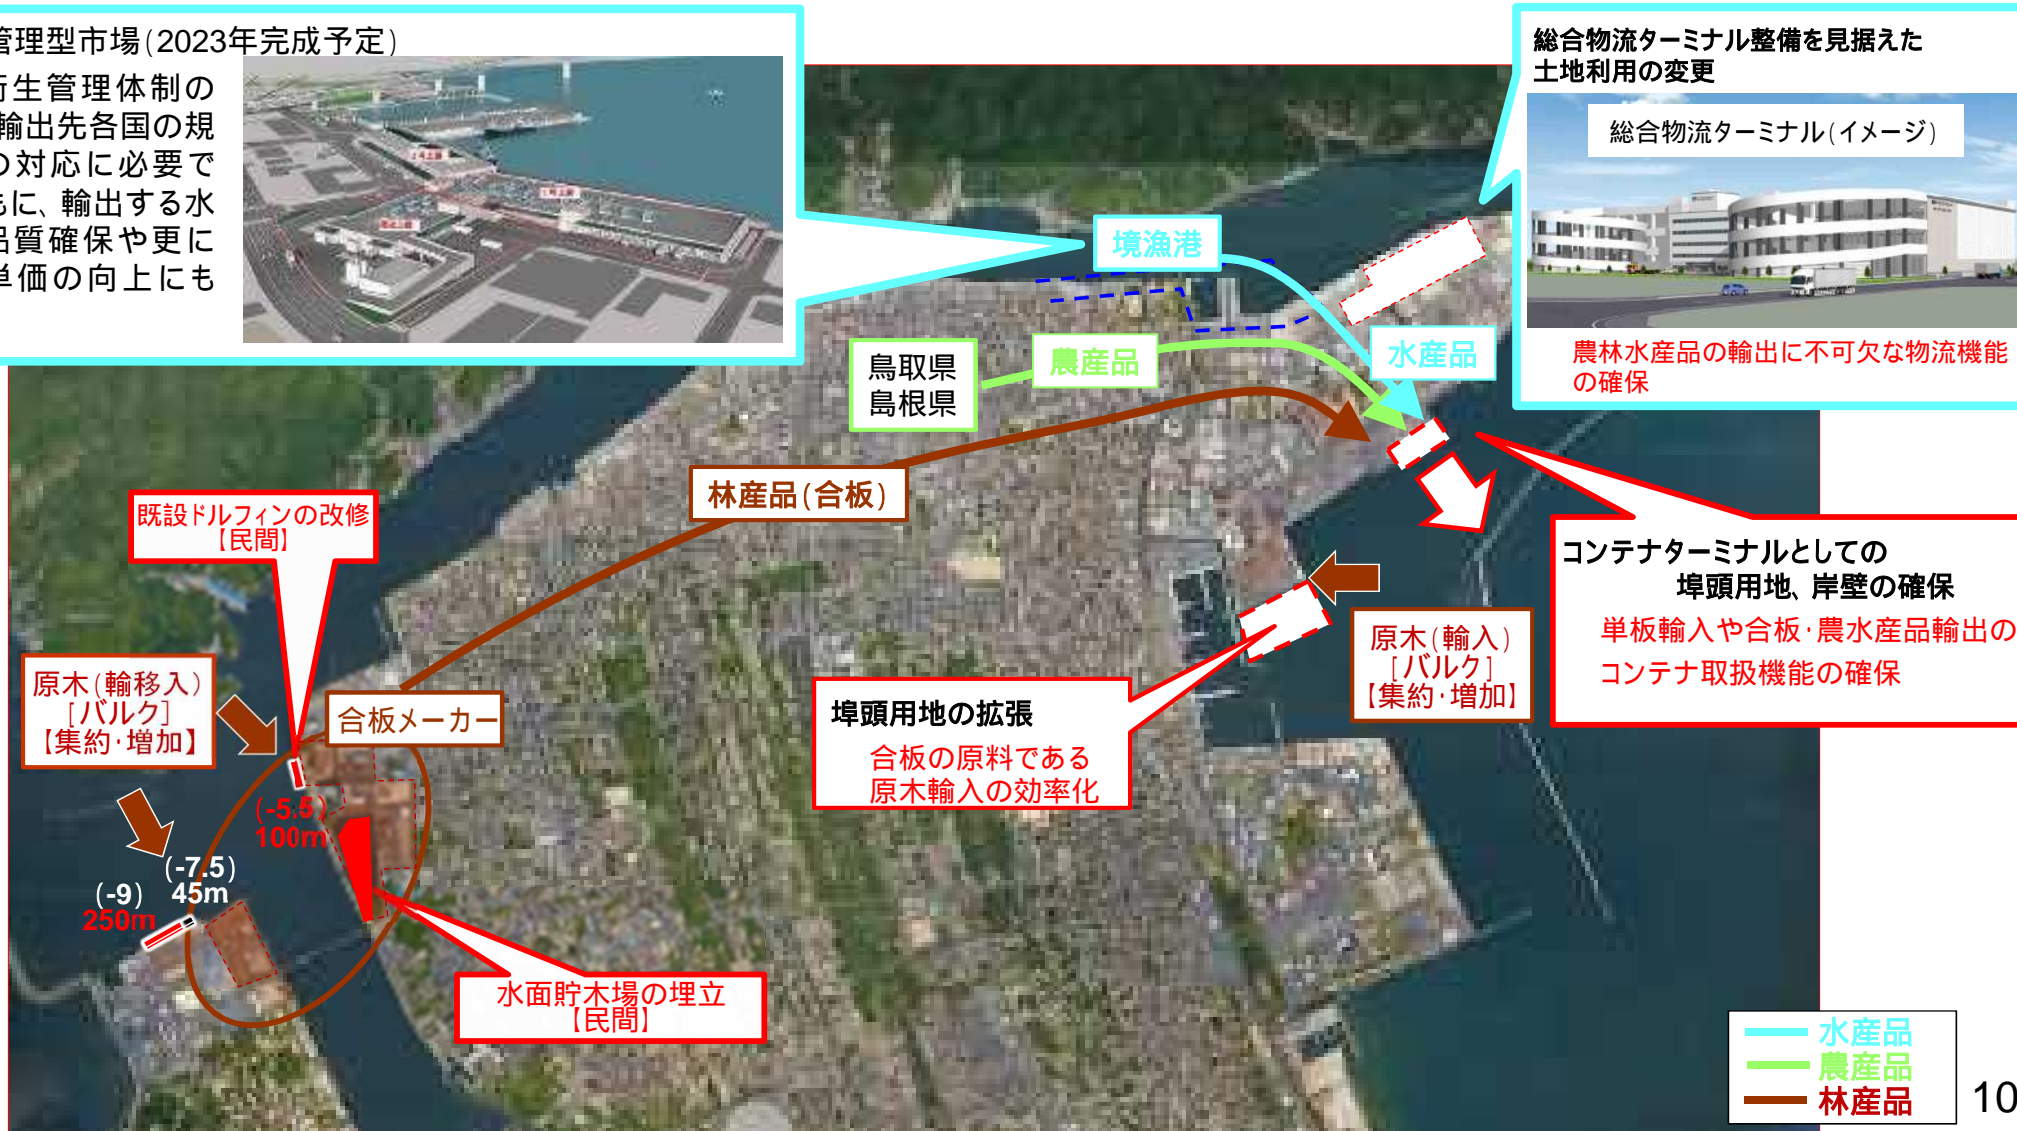 管理型市場(2023年完成予定)
衛生管理体制の
輸出先各国の規
の対応に必要で
もに、輸出する水
品質確保や更に
単価の向上にも
総合物流ターミナル整備を見据えた
土地利用の変更
総合物流ターミナル(イメージ)
農林水産品の輸出に不可欠な物流機能
の確保
境漁港
水産品
農産品
鳥取県
島根県
林産品(合板)
既設ドルフィンの改修
【民間】
コンテナターミナルとしての
埠頭用地、岸壁の確保
単板輸入や合板・農水産品輸出の
コンテナ取扱機能の確保
原木(輸入)
[バルク]
【集約・増加】
埠頭用地の拡張
合板の原料である
原木輸入の効率化
原木(輸移入)
[バルク]
【集約・増加】
合板メーカー
(-5.5)
100m
(-7.5)
45m
(-9)
250m
水面貯木場の埋立
【民間】
水産品
農産品
林産品
10